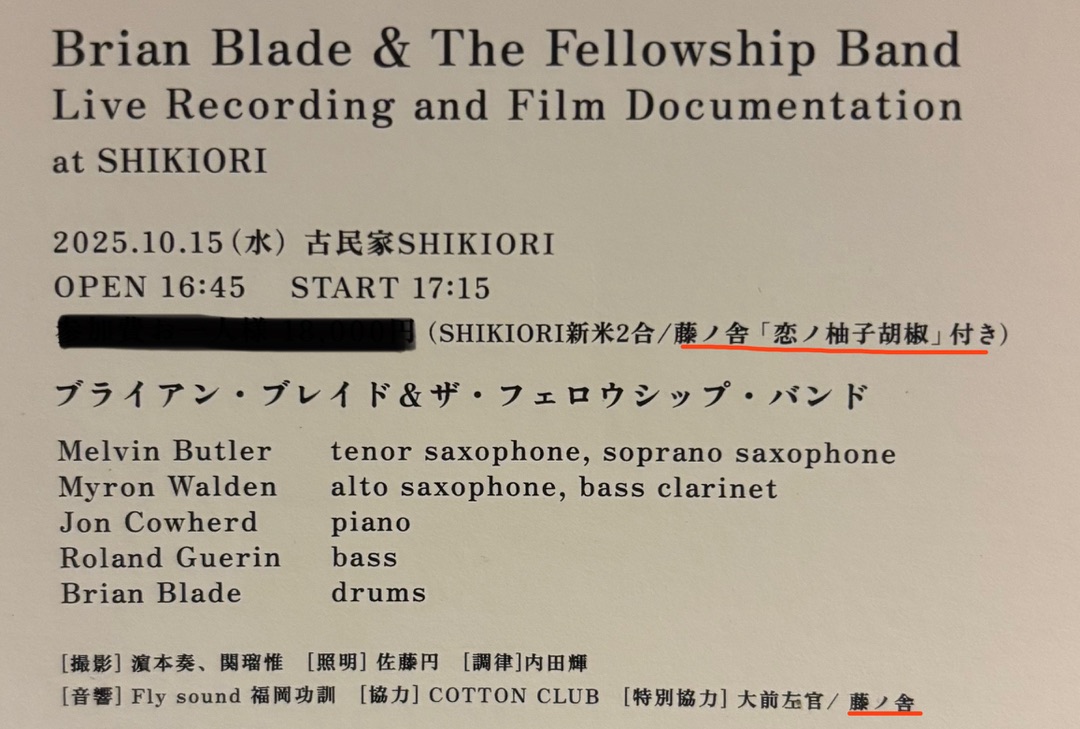 Brian Blade & The Fellowship Band
Live Recording and Film Documentation
at SHIKIORI
2025.10.15(水) 古民家SHIKIORI
OPEN 16:45 START 17:15
(SHIKIORI新米2合/藤ノ舎「恋ノ柚子胡椒」付き)
ブライアン・ブレイド&ザ・フェロウシップ・バンド
Melvin Butler tenor saxophone, soprano saxophone
Myron Walden alto saxophone, bass clarinet
Jon Cowherd piano
Roland Guerin bass
Brian Blade drums
[撮影] 濵本奏、関瑠惟 [照明] 佐藤円 [調律]内田輝
[音響] Fly sound 福岡功訓 [協力] COTTON CLUB [特別協力] 大前左官/藤ノ舎